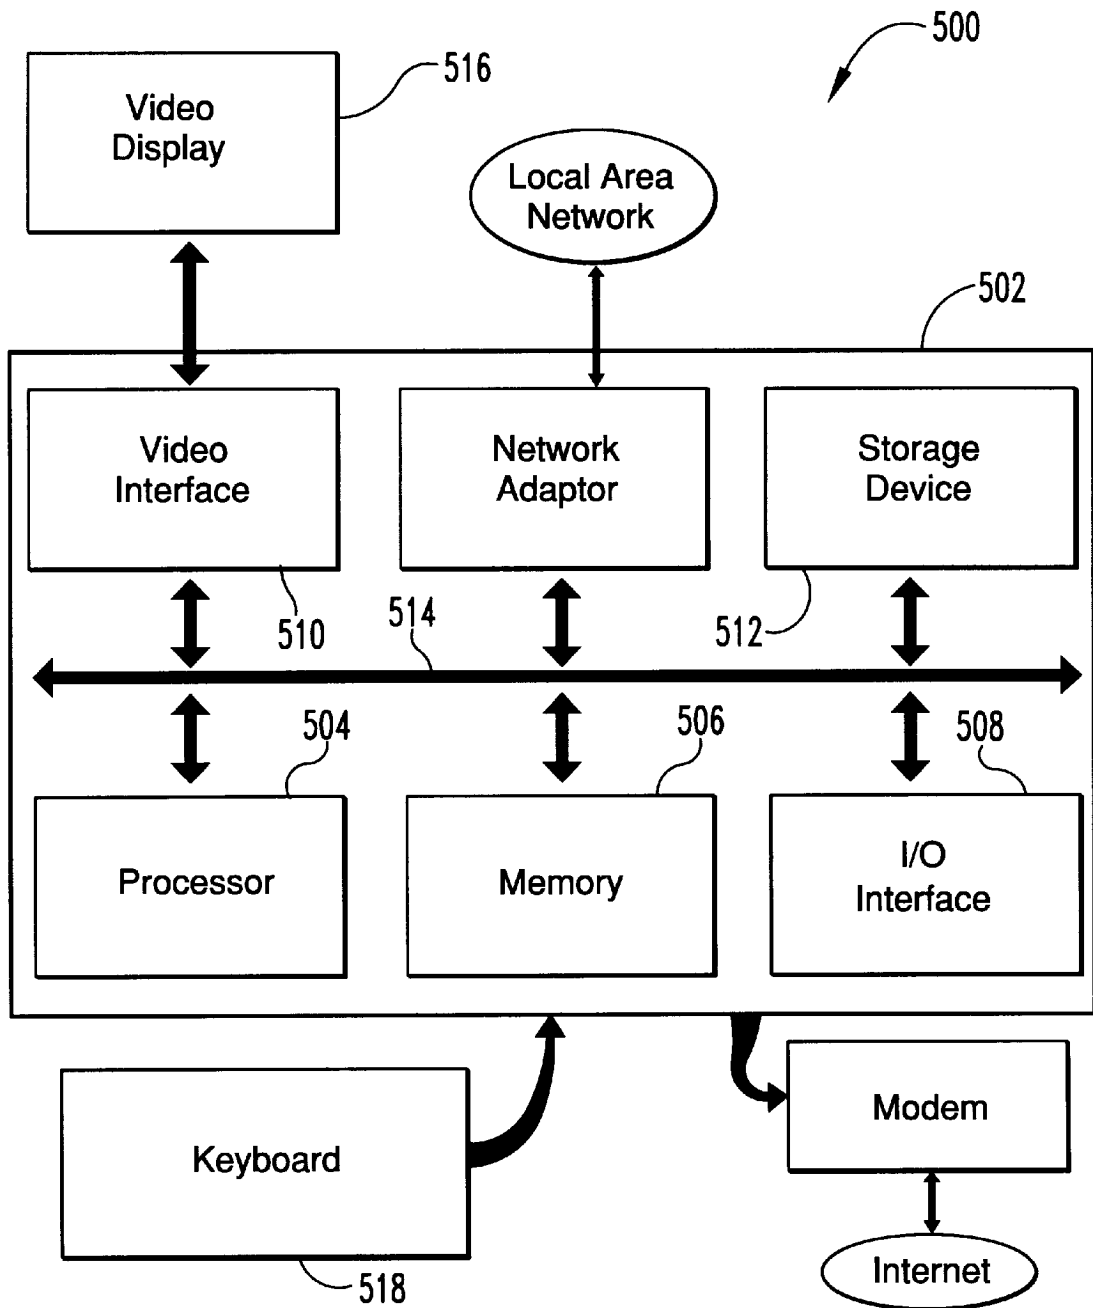 500
516
Video
Display
Local Area
Network
502
Video
Interface
Network
Adaptor
Storage
Device
510
514
512
504
506
508
Processor
Memory
I/O
Interface
Keyboard
Modem
518
Internet